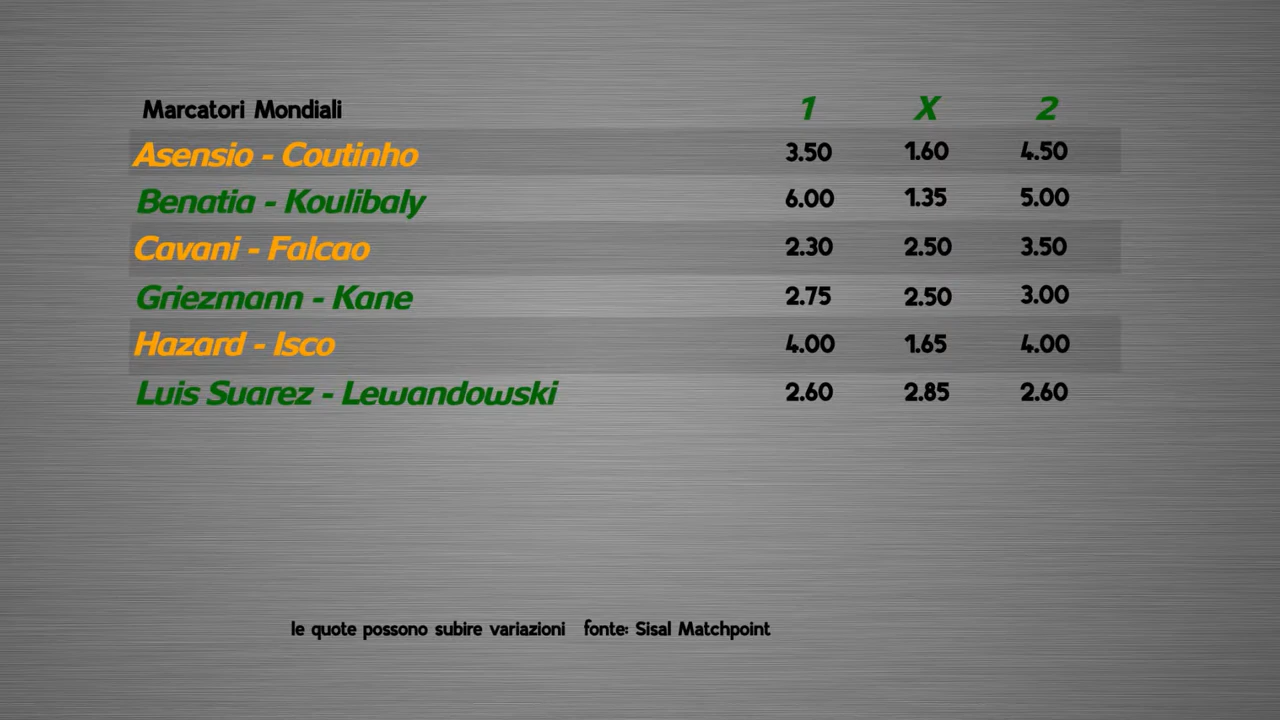 Marcatori Mondiali 1 X 2
Asensio - Coutinho 3.50 1.60 4.50
Benatia - Koulibaly 6.00 1.35 5.00
Cavani - Falcao 2.30 2.50 3.50
Griezmann - Kane 2.75 2.50 3.00
Hazard - Isco 4.00 1.65 4.00
Luis Suarez - Lewandowski 2.60 2.85 2.60
le quote possono subire variazioni fonte: Sisal Matchpoint